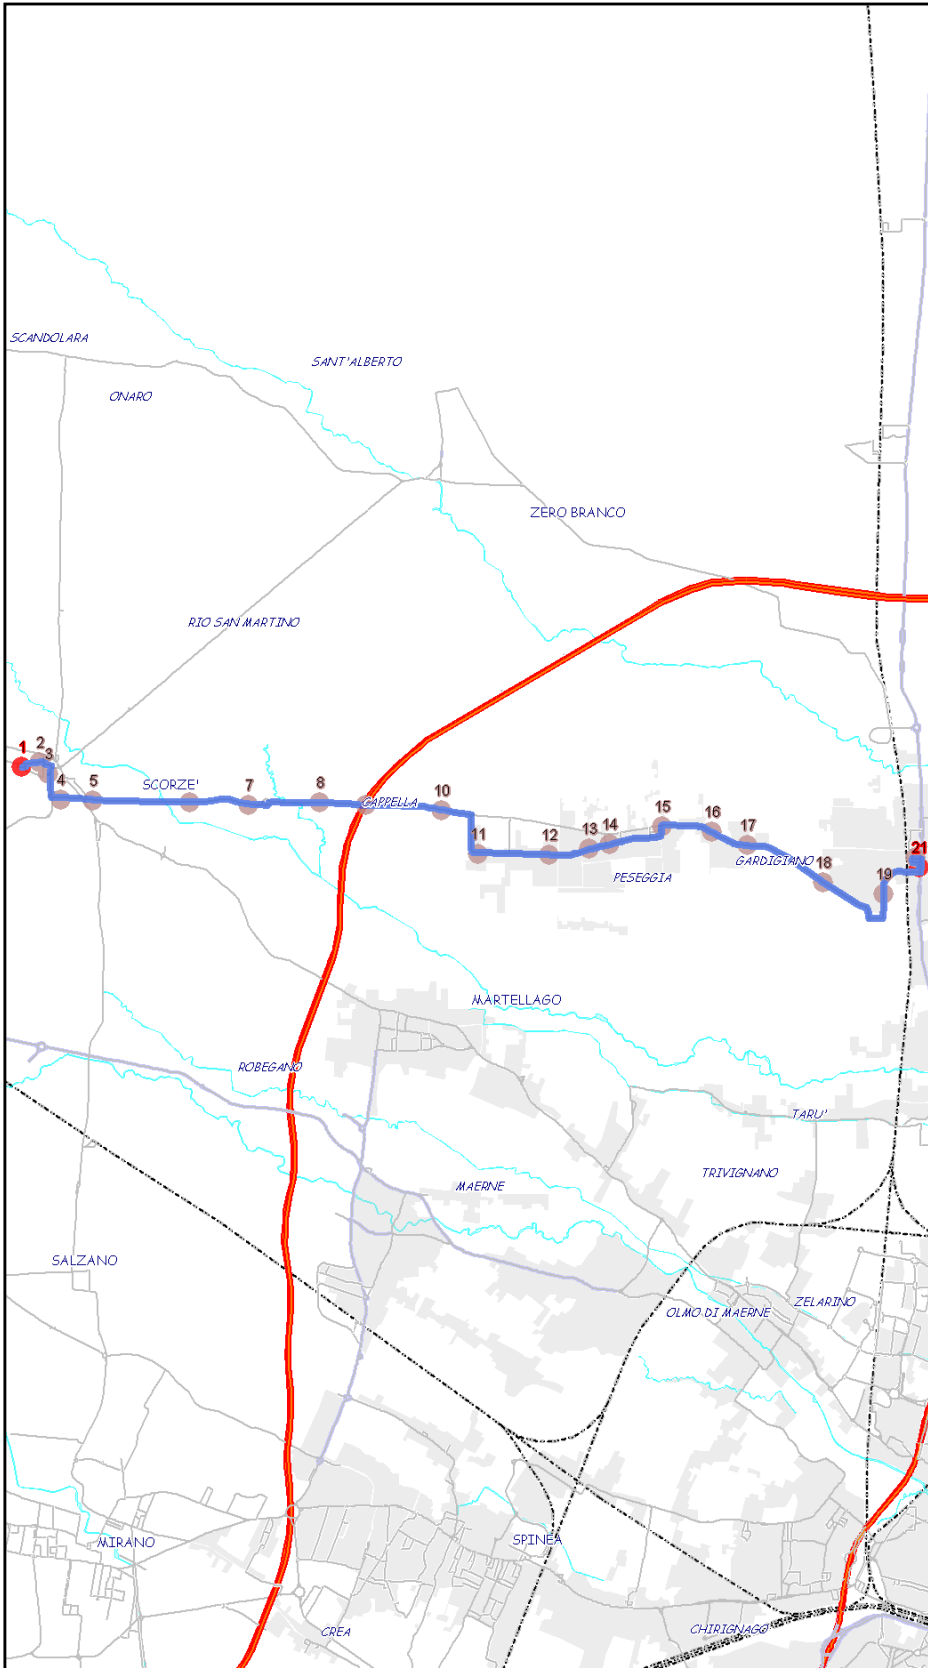 SCANDOLARA
SANT'ALBERTO
ONARO
ZERO BRANCO
RIO SAN MARTINO
1
2
3
4
5
SCORZE'
7
8
CAPPELLA
10
11
12
13
14
15
16
17
PESEGGIA
GARDIGIANO
18
19
21
MARTELLAGO
ROBEGANO
TARU'
TRIVIGNANO
MAERNE
SALZANO
ZELARINO
OLMO DI MAERNE
MIRANO
SPINEA
CREA
CHIRIGNAGO